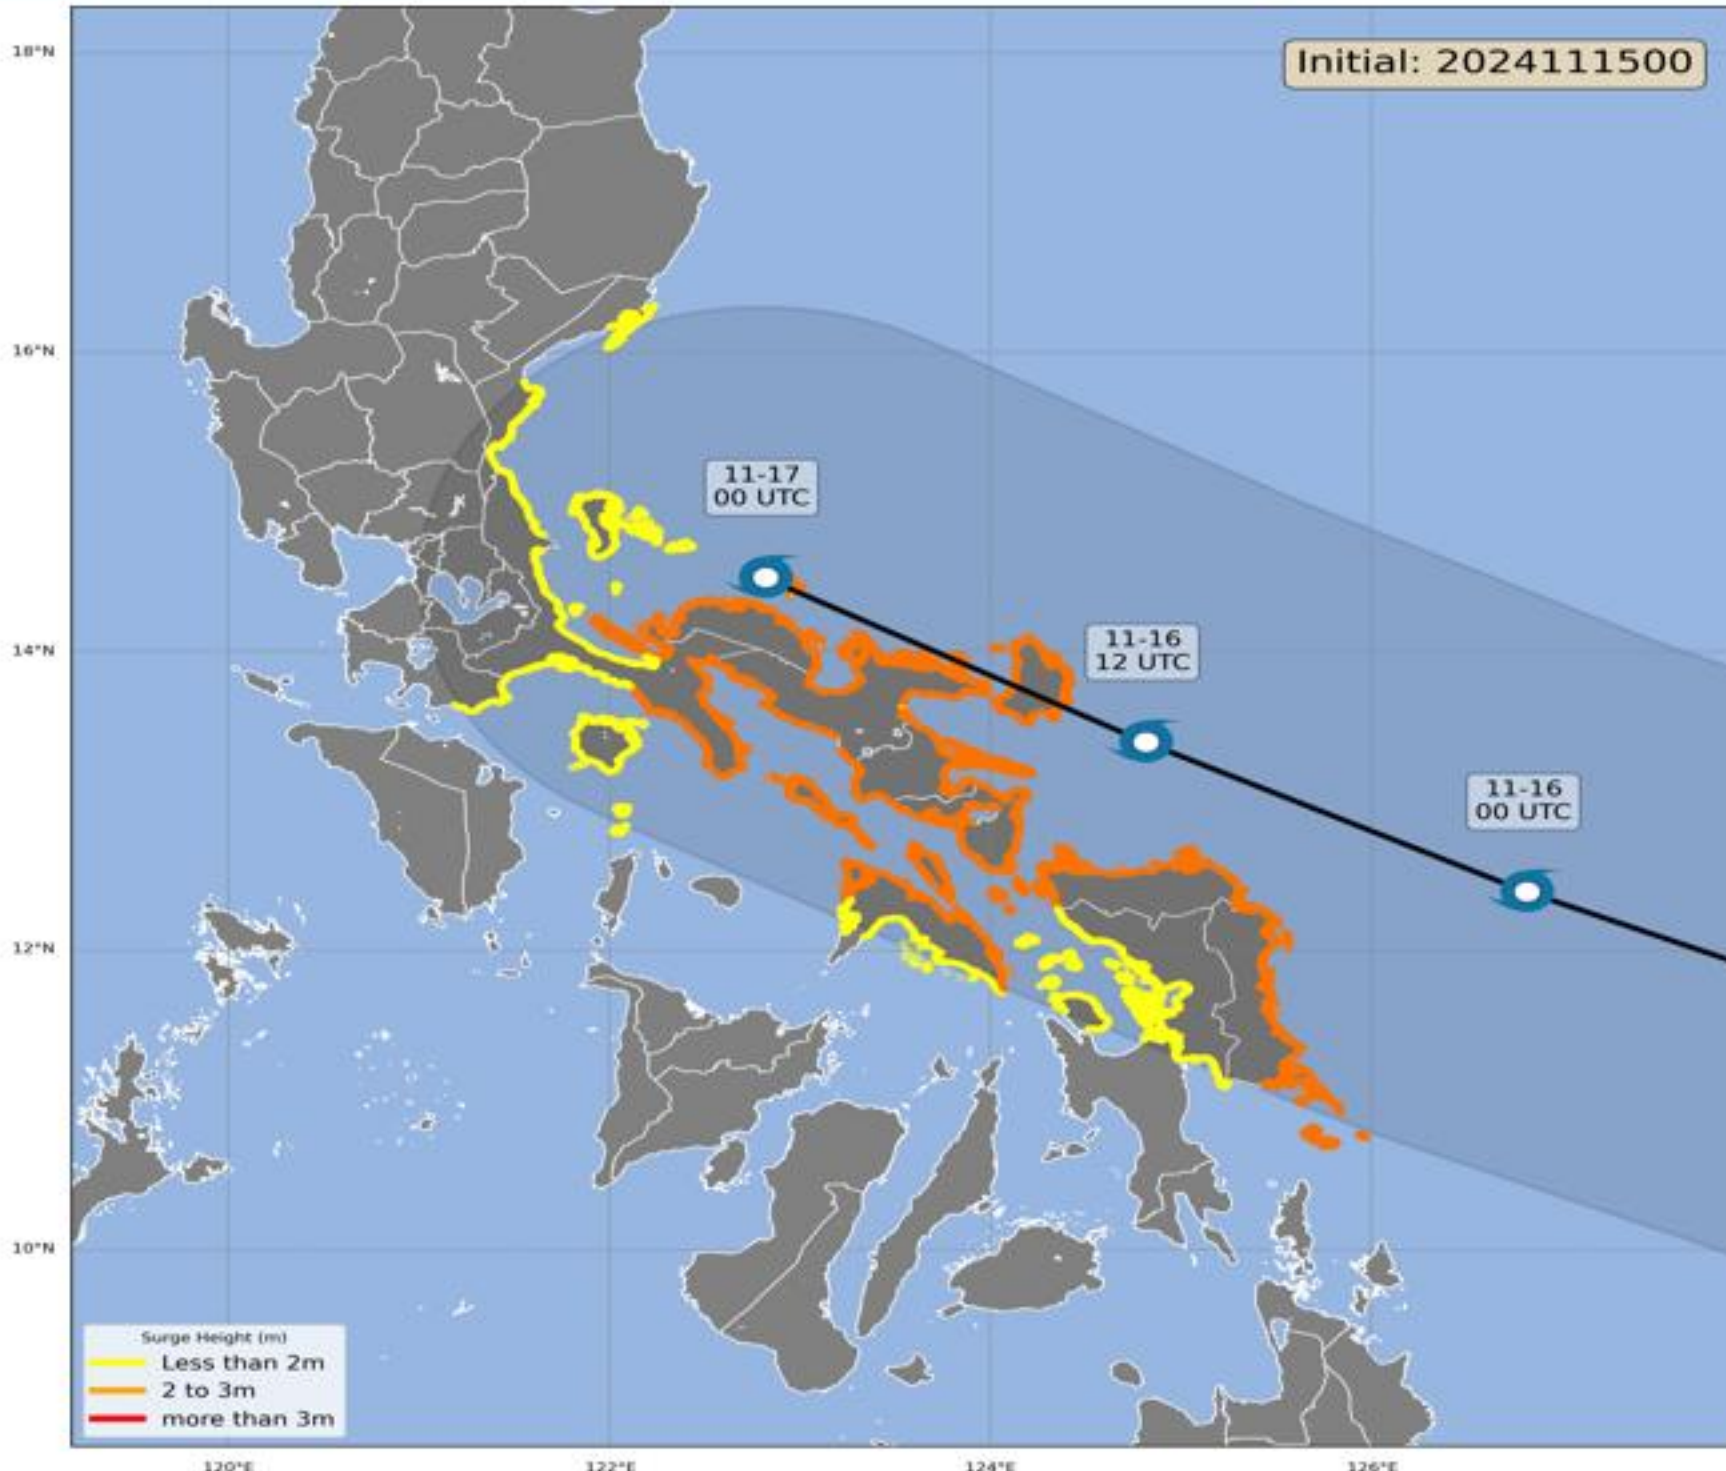 18°N
Initial: 2024111500
16°N
11-17
00 UTC
14°N
11-16
12 UTC
11-16
00 UTC
12°N
10°N
Surge Height (m)
Less than 2m
2 to 3m
more than 3m
120°E
122°E
124°E
126°E